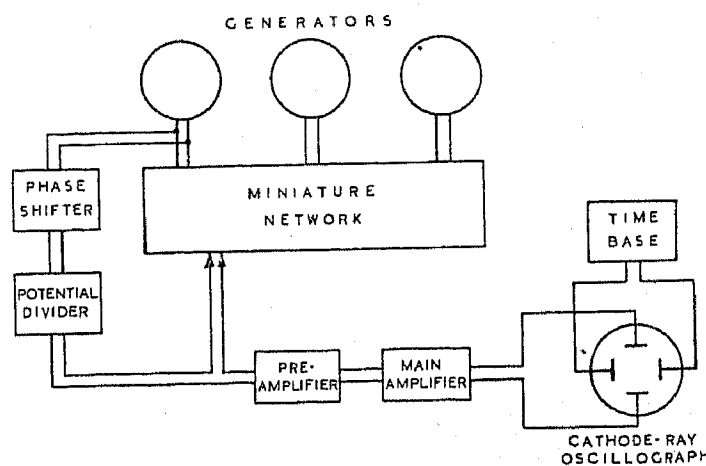 GENERATORS
PHASE
SHIFTER
MINIATURE
NETWORK
TIME
BASE
POTENTIAL
DIVIDER
PRE-
AMPLIFIER
MAIN
AMPLIFIER
CATHODE-RAY
OSCILLOGRAPH